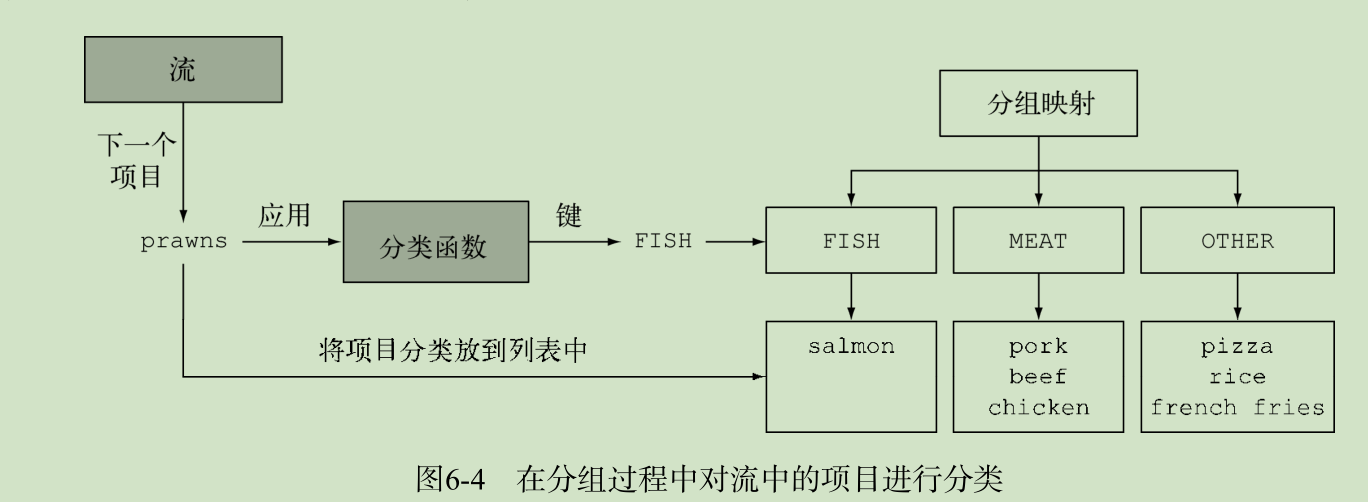 流
分组映射
下一个
项目
prawns
应用
分类函数
键
FISH
FISH
MEAT
OTHER
将项目分类放到列表中
salmon
pork
beef
chicken
pizza
rice
french fries
图6-4 在分组过程中对流中的项目进行分类